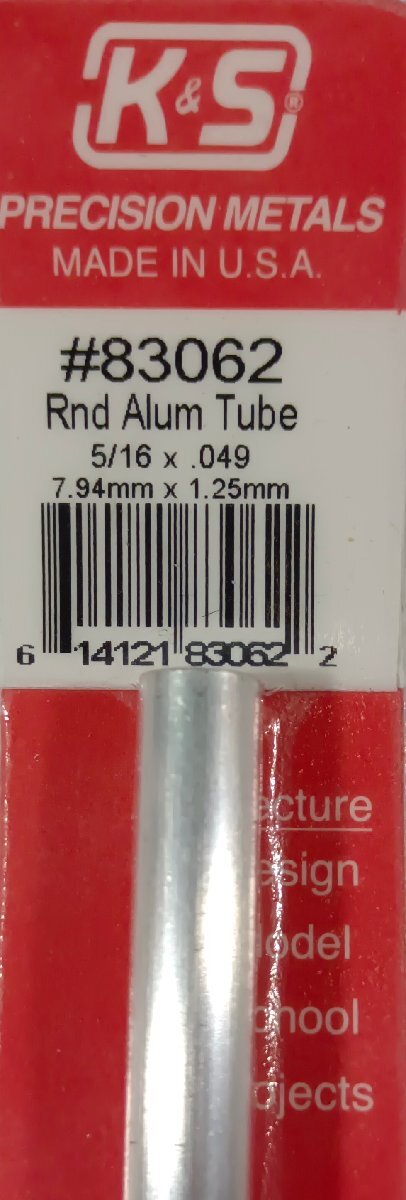 K&S®
PRECISION METALS
MADE IN U.S.A.
#83062
Rnd Alum Tube
5/16 x .049
7.94mm x 1.25mm
6 14121 83062 2